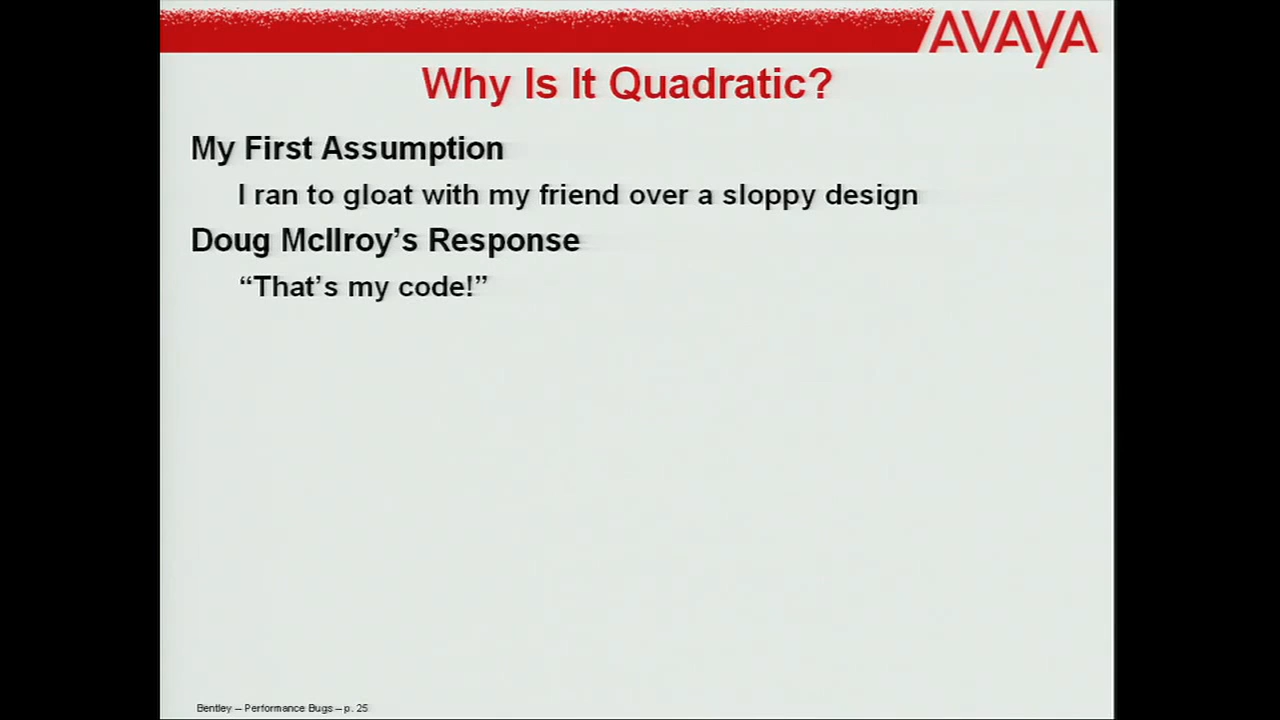 AVAYA
Why Is It Quadratic?
My First Assumption
I ran to gloat with my friend over a sloppy design
Doug McIlroy’s Response
“That’s my code!”
Bentley – Performance Bugs – p. 25